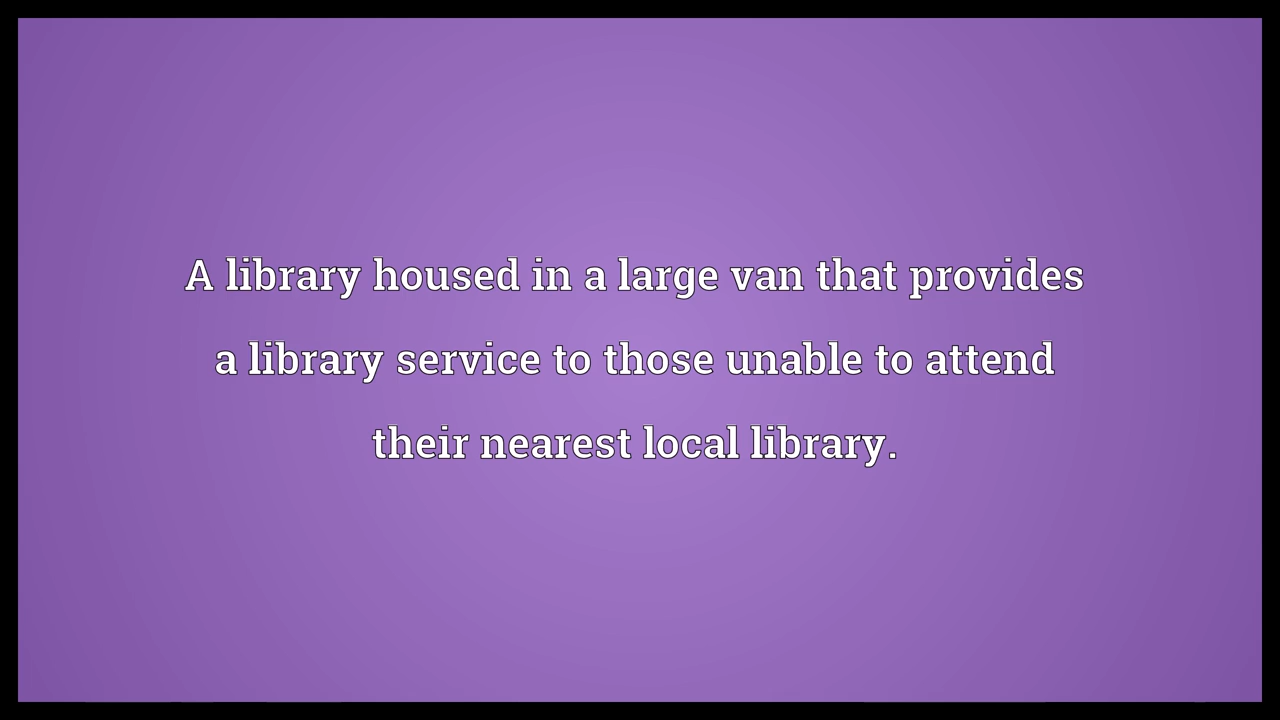 A library housed in a large van that provides
a library service to those unable to attend
their nearest local library.